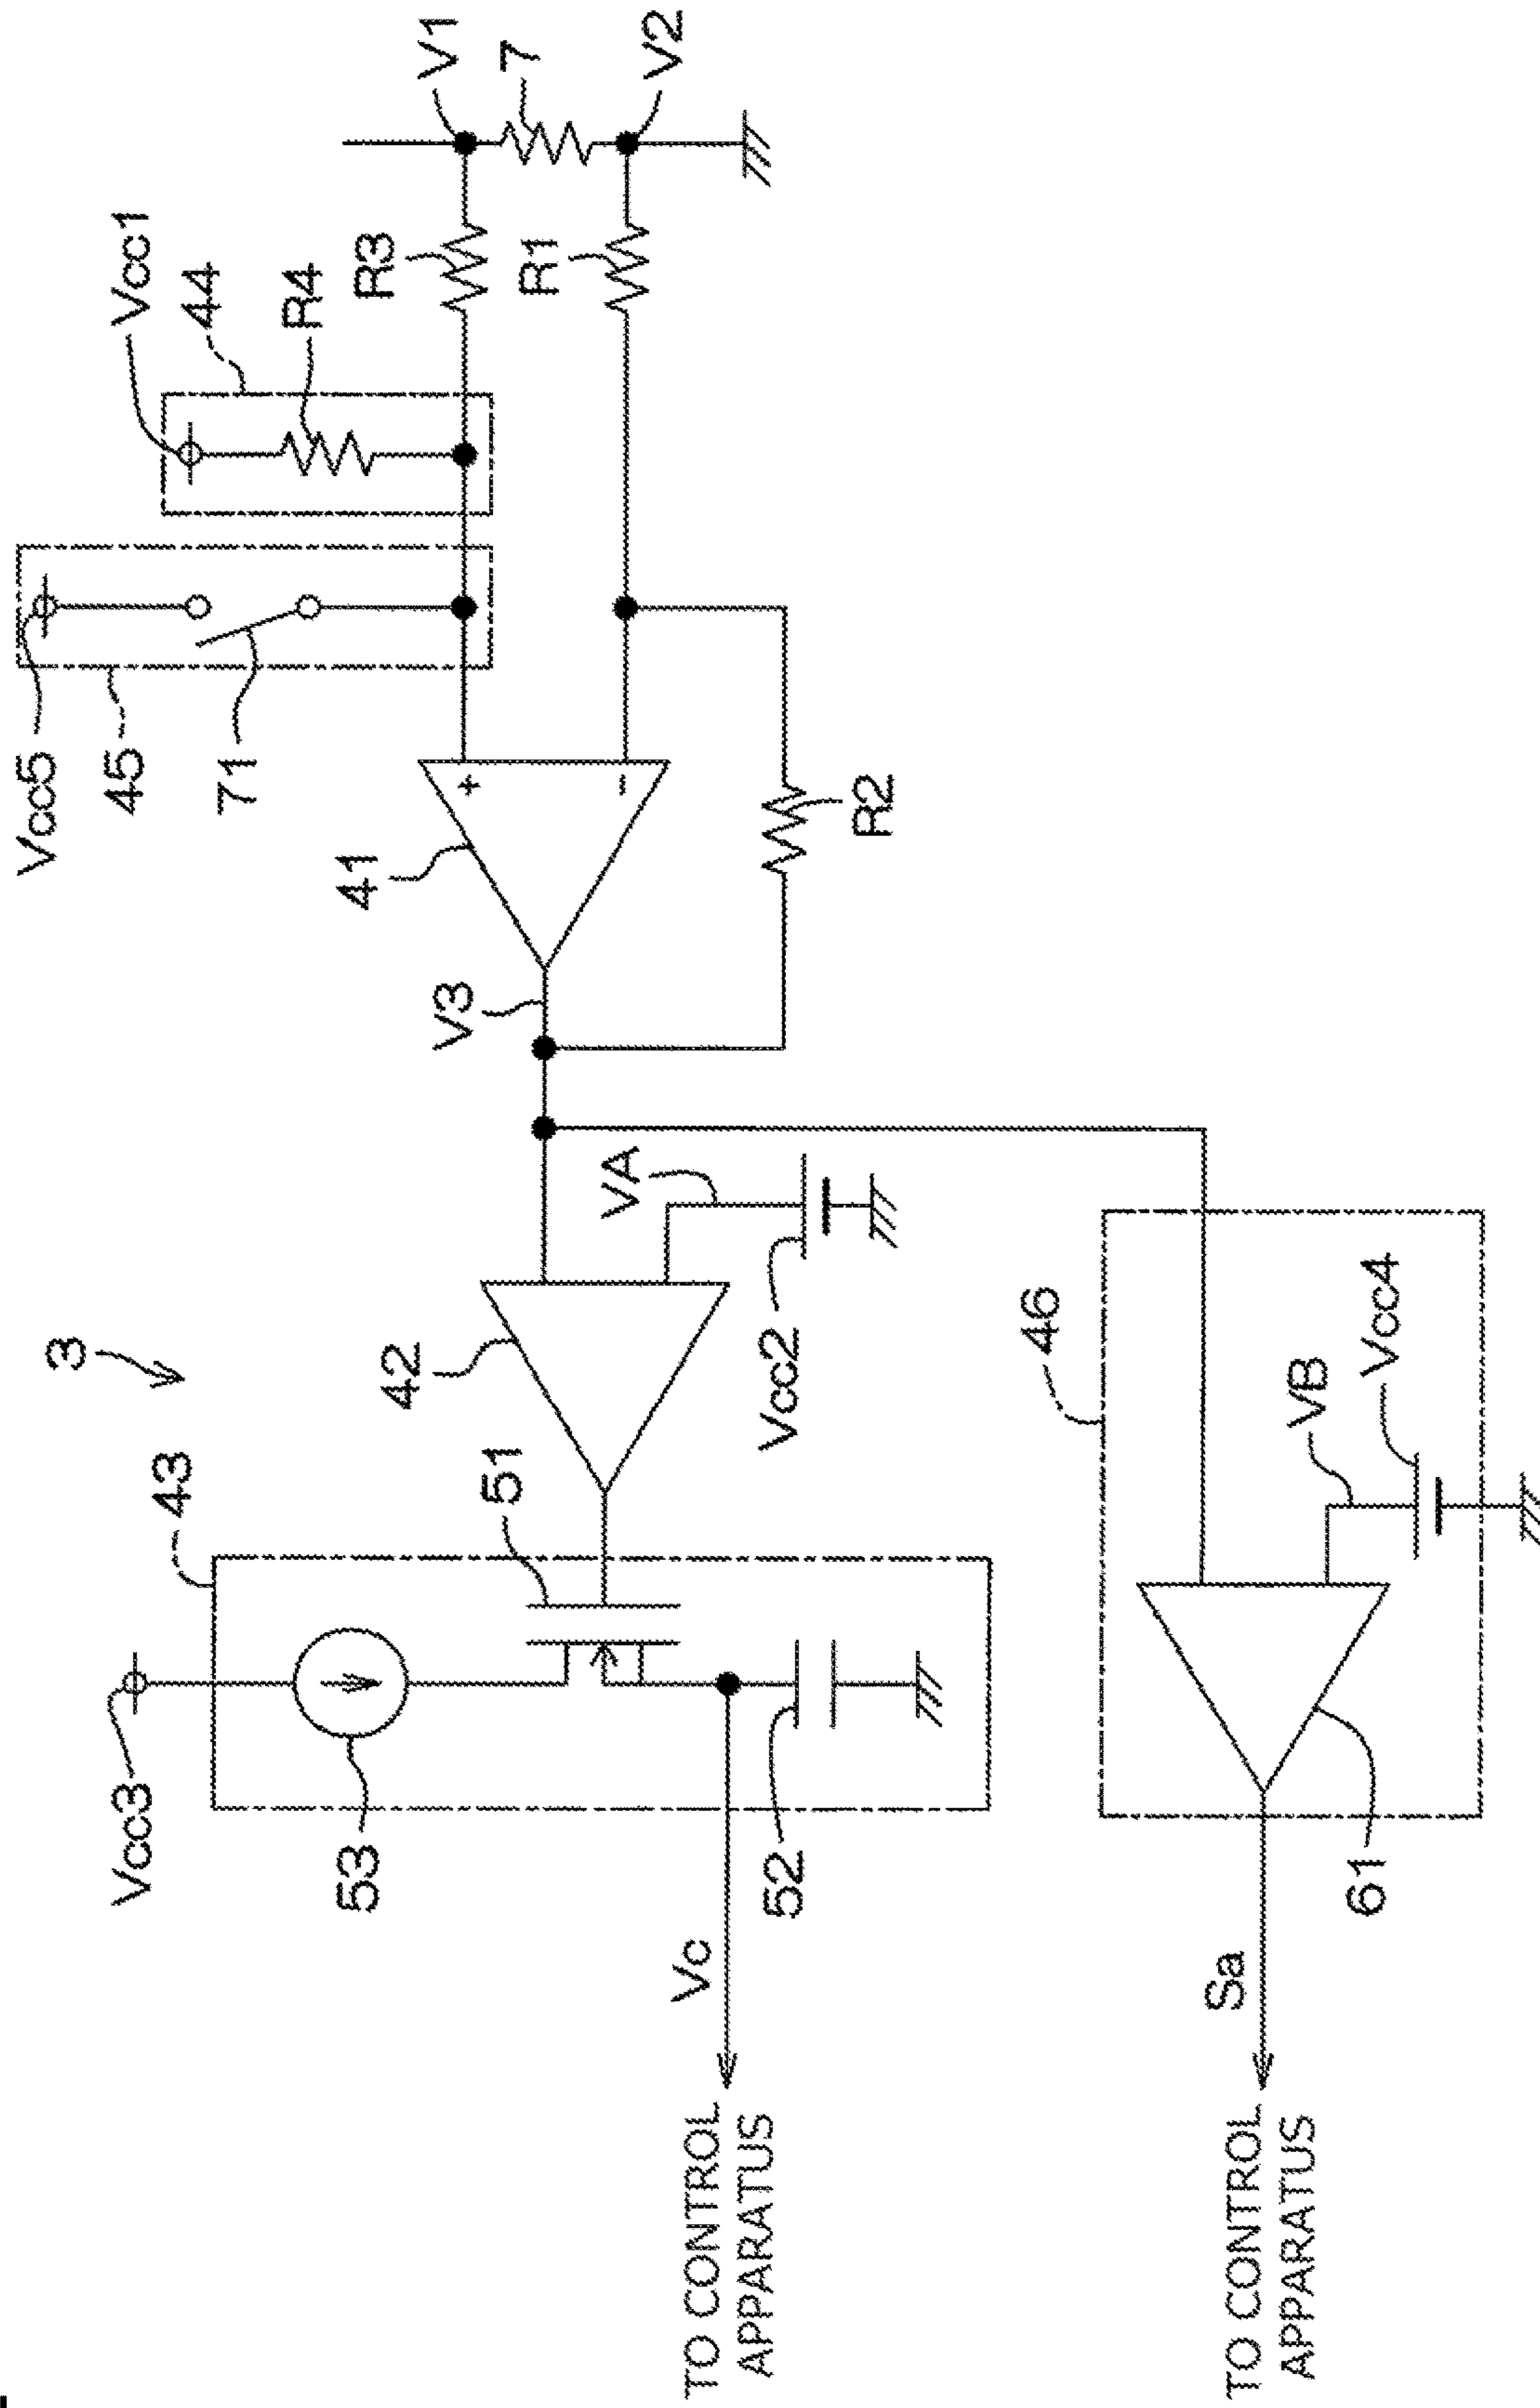 Vcc5
3
Vcc3
45
Vcc1
43
44
71
R4
53
41
R3
42
V3
V1
+
51
R1
7
VA
−
V2
Vc
TO CONTROL
APPARATUS
52
Vcc2
R2
46
Sa
TO CONTROL
APPARATUS
VB
61
Vcc4